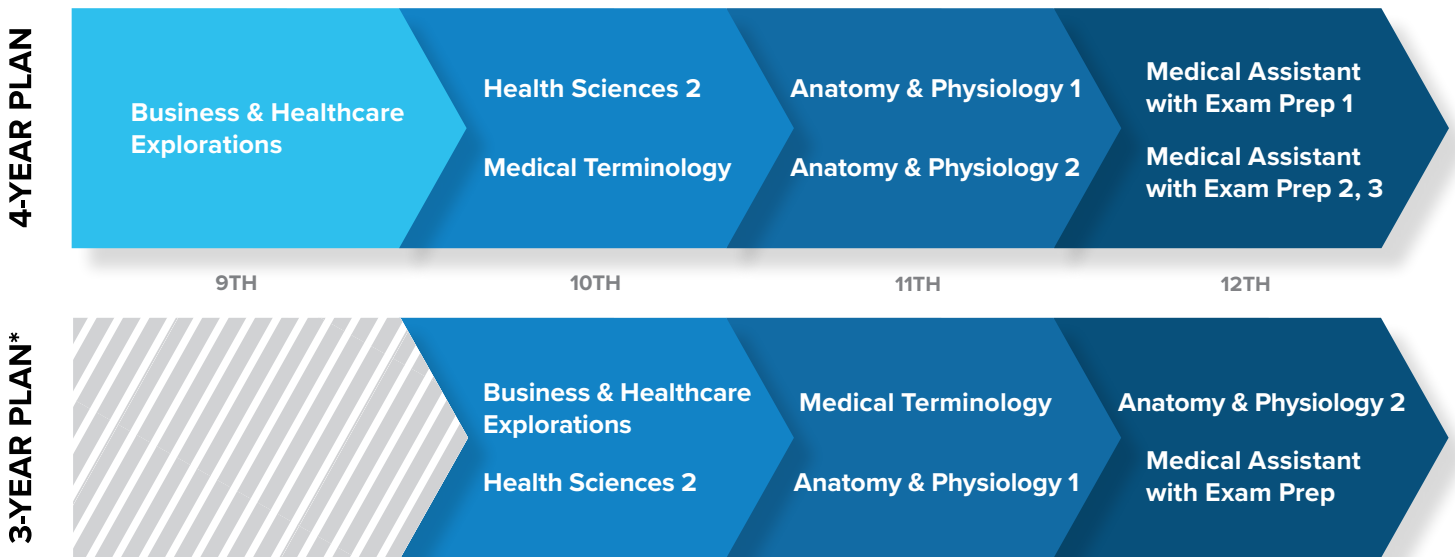 4-YEAR PLAN
Business & Healthcare
Explorations
Health Sciences 2
Medical Terminology
Anatomy & Physiology 1
Anatomy & Physiology 2
Medical Assistant
with Exam Prep 1
Medical Assistant
with Exam Prep 2, 3
9TH
10TH
11TH
12TH
3-YEAR PLAN*
Business & Healthcare
Explorations
Health Sciences 2
Medical Terminology
Anatomy & Physiology 1
Anatomy & Physiology 2
Medical Assistant
with Exam Prep